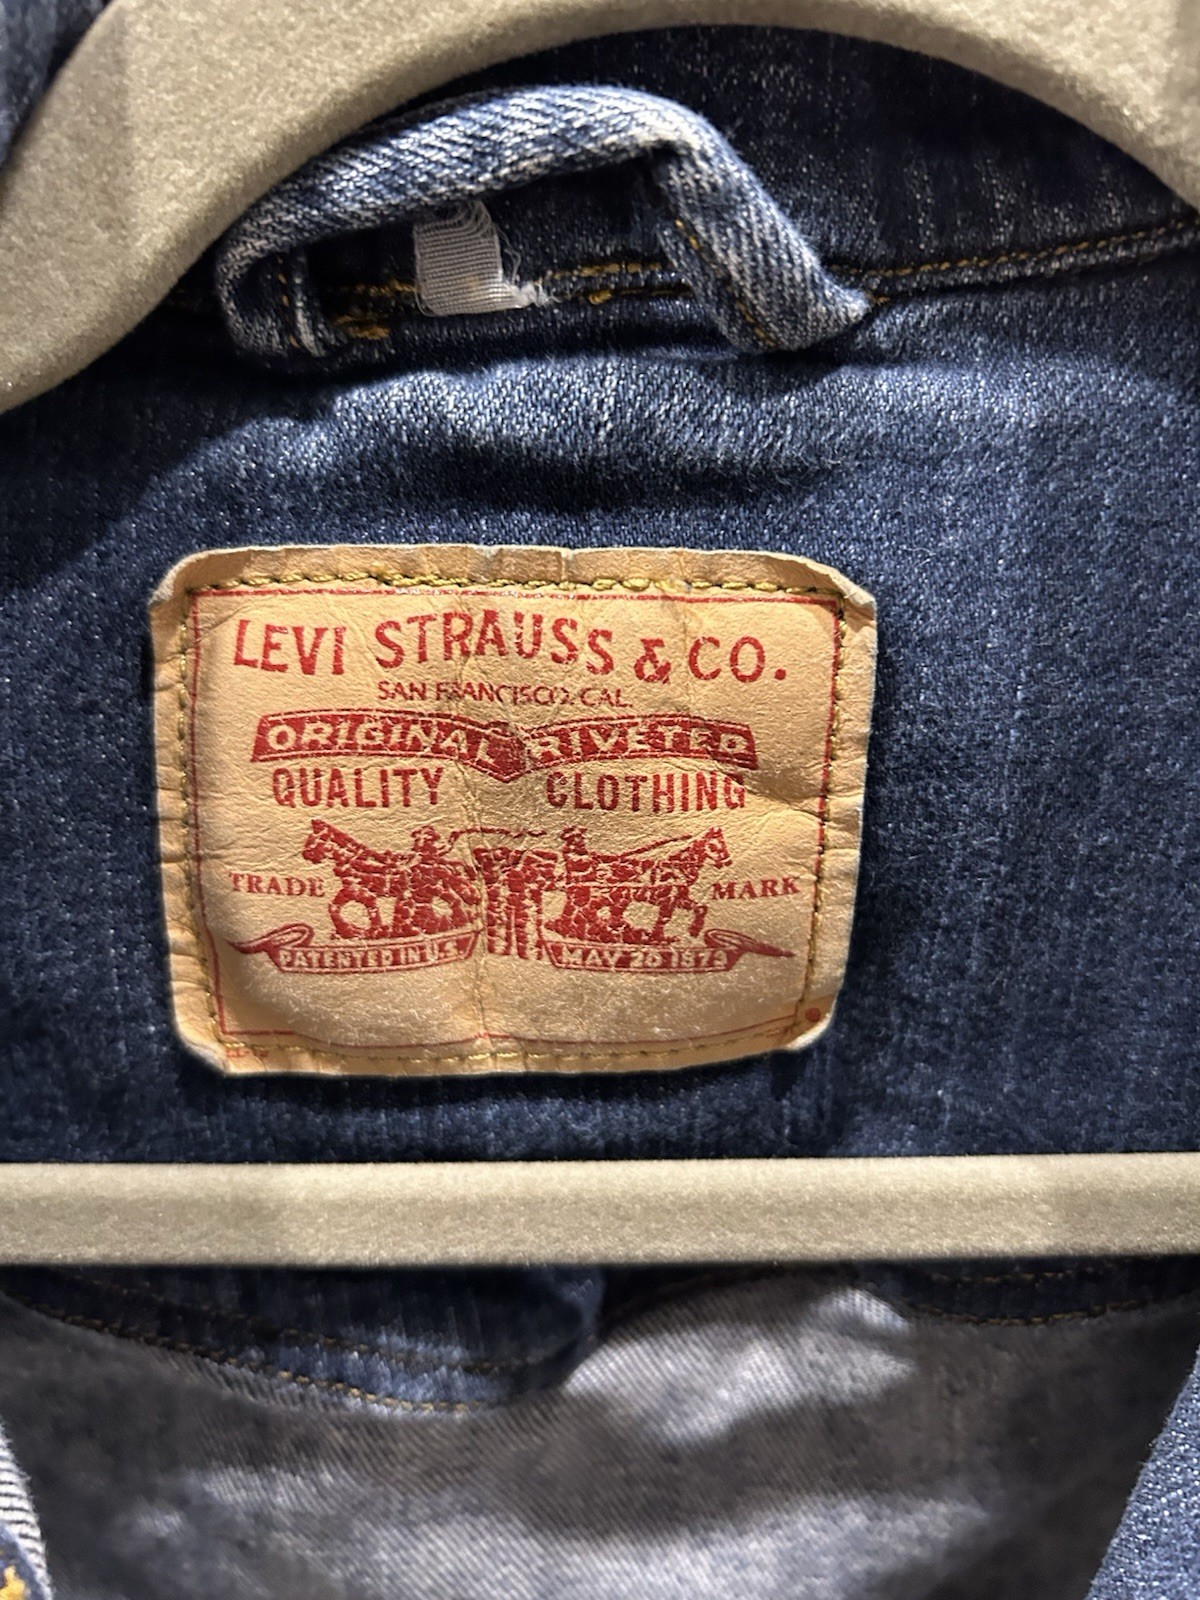 LEVI STRAUSS & CO.
SAN FRANCISCO. CAL.
ORIGINAL RIVETED
QUALITY CLOTHING
TRADE MARK
PATENTED IN U.S. MAY 20 1873